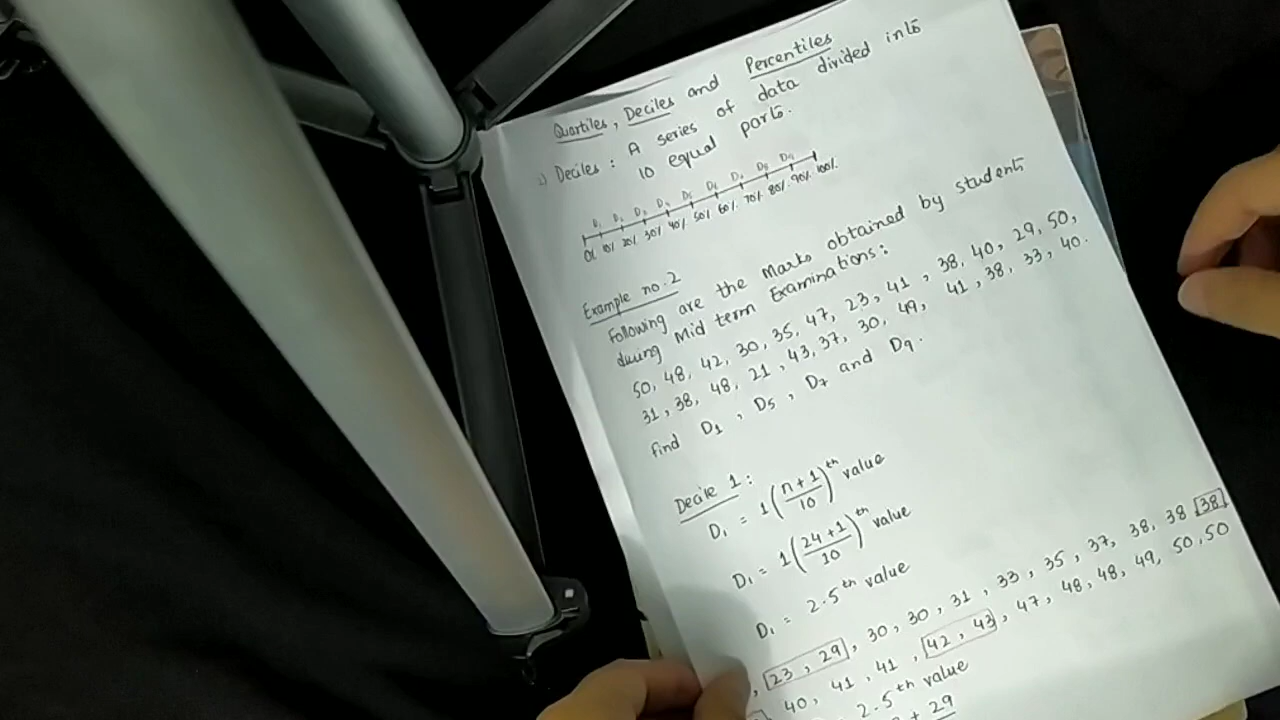 Quartiles, Deciles and Percentiles
2) Deciles : A series of data divided into
10 equal parts.
D1 D2 D3 D4 D5 D6 D7 D8 D9
0% 10% 20% 30% 40% 50% 60% 70% 80% 90% 100%
Example no. 2
Following are the Marks obtained by students
during Mid term Examinations :
50, 48, 42, 30, 35, 47, 23, 41, 38, 40, 29, 50,
31, 38, 48, 21, 43, 37, 30, 49, 41, 38, 33, 40.
find D1, D5, D7 and D9.
Decile 1 :
D1 = 1(n+1/10)th value
D1 = 1(24+1/10)th value
D1 = 2.5th value
, 23, 29, 30, 30, 31, 33, 35, 37, 38, 38 38
40, 41, 41, 42, 43, 47, 48, 48, 49, 50, 50
2.5th value
+ 29